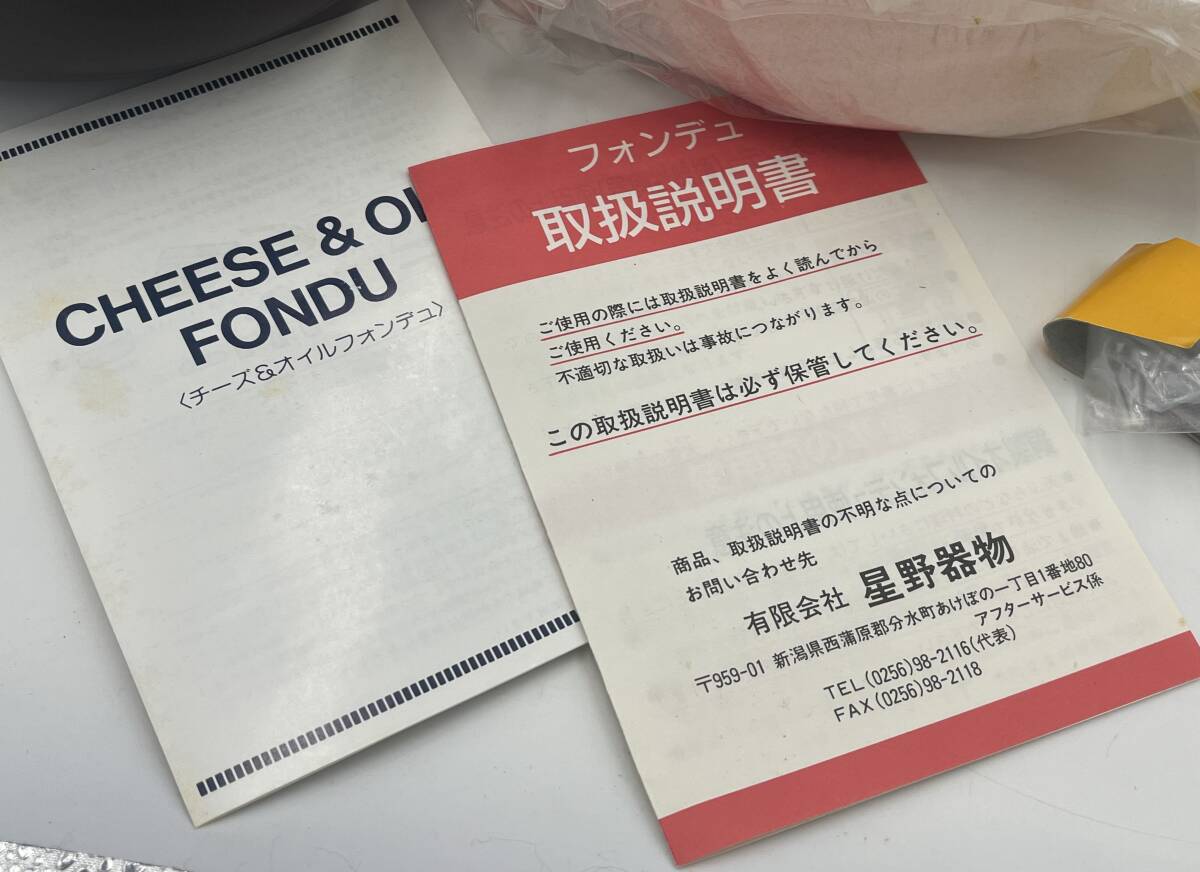 CHEESE & OI
FONDU
〈チーズ&オイルフォンデュ〉
フォンデュ
取扱説明書
ご使用の際には取扱説明書をよく読んでから
ご使用ください。
不適切な取扱いは事故につながります。
この取扱説明書は必ず保管してください。
商品、取扱説明書の不明な点についての
お問い合わせ先
有限会社 星野器物
〒959-01 新潟県西蒲原郡分水町あけぼの一丁目1番地80
アフターサービス係
TEL(0256)98-2116(代表)
FAX(0256)98-2118